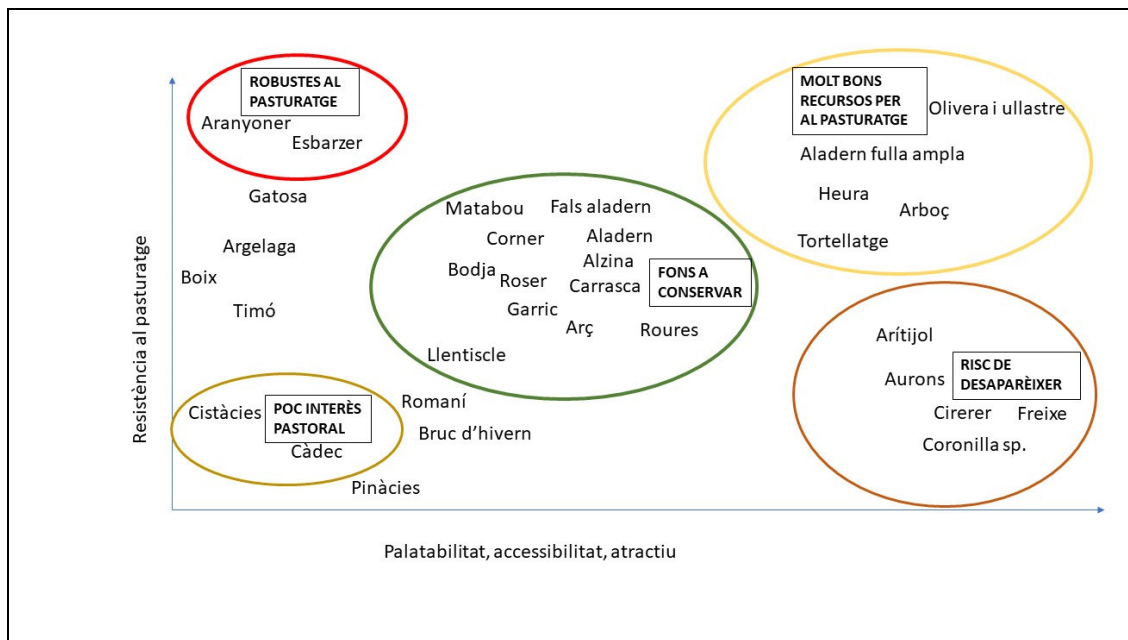 ROBUSTES AL
PASTURATGE
Aranyoner
Esbarzer
MOLT BONS
RECURSOS PER
AL PASTURATGE
Olivera i ullastre
Aladern fulla ampla
Heura
Arboç
Tortellatge
Gatosa
Argelaga
Boix
Timó
Matabou
Fals aladern
Corner
Aladern
Alzina
Bodja
Roser
Carrasca
FONS A
CONSERVAR
Garric
Arç
Roures
Llentiscle
Arítijol
Aurons
RISC DE
DESAPARÈIXER
Cirerer
Freixe
Coronilla sp.
Cistàcies
POC INTERÈS
PASTORAL
Càdec
Romaní
Bruc d’hivern
Pinàcies
Resistència al pasturatge
Palatabilitat, accessibilitat, atractiu